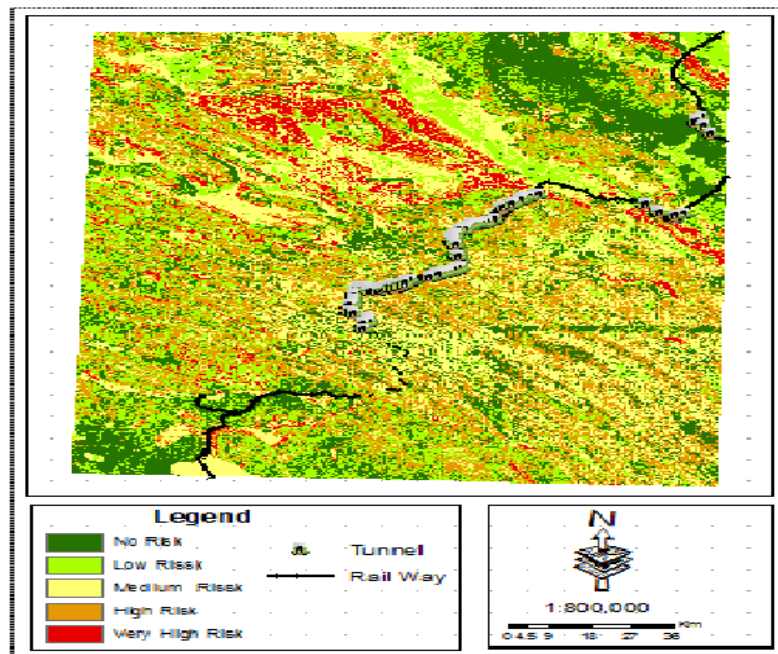 Legend
No Risk
Low Rissk
Medium Rissk
High Risk
Very High Risk
Tunnel
Rail Way
N
1:800,000
0 4.5 9 18 27 36
Km